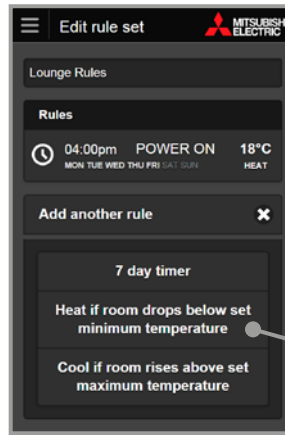 Edit rule set
MITSUBISH
ELECTRIC
Lounge Rules
Rules
04:00pm POWER ON 18°C
MON TUE WED THU FRI SAT SUN HEAT
Add another rule
7 day timer
Heat if room drops below set
minimum temperature
Cool if room rises above set
maximum temperature